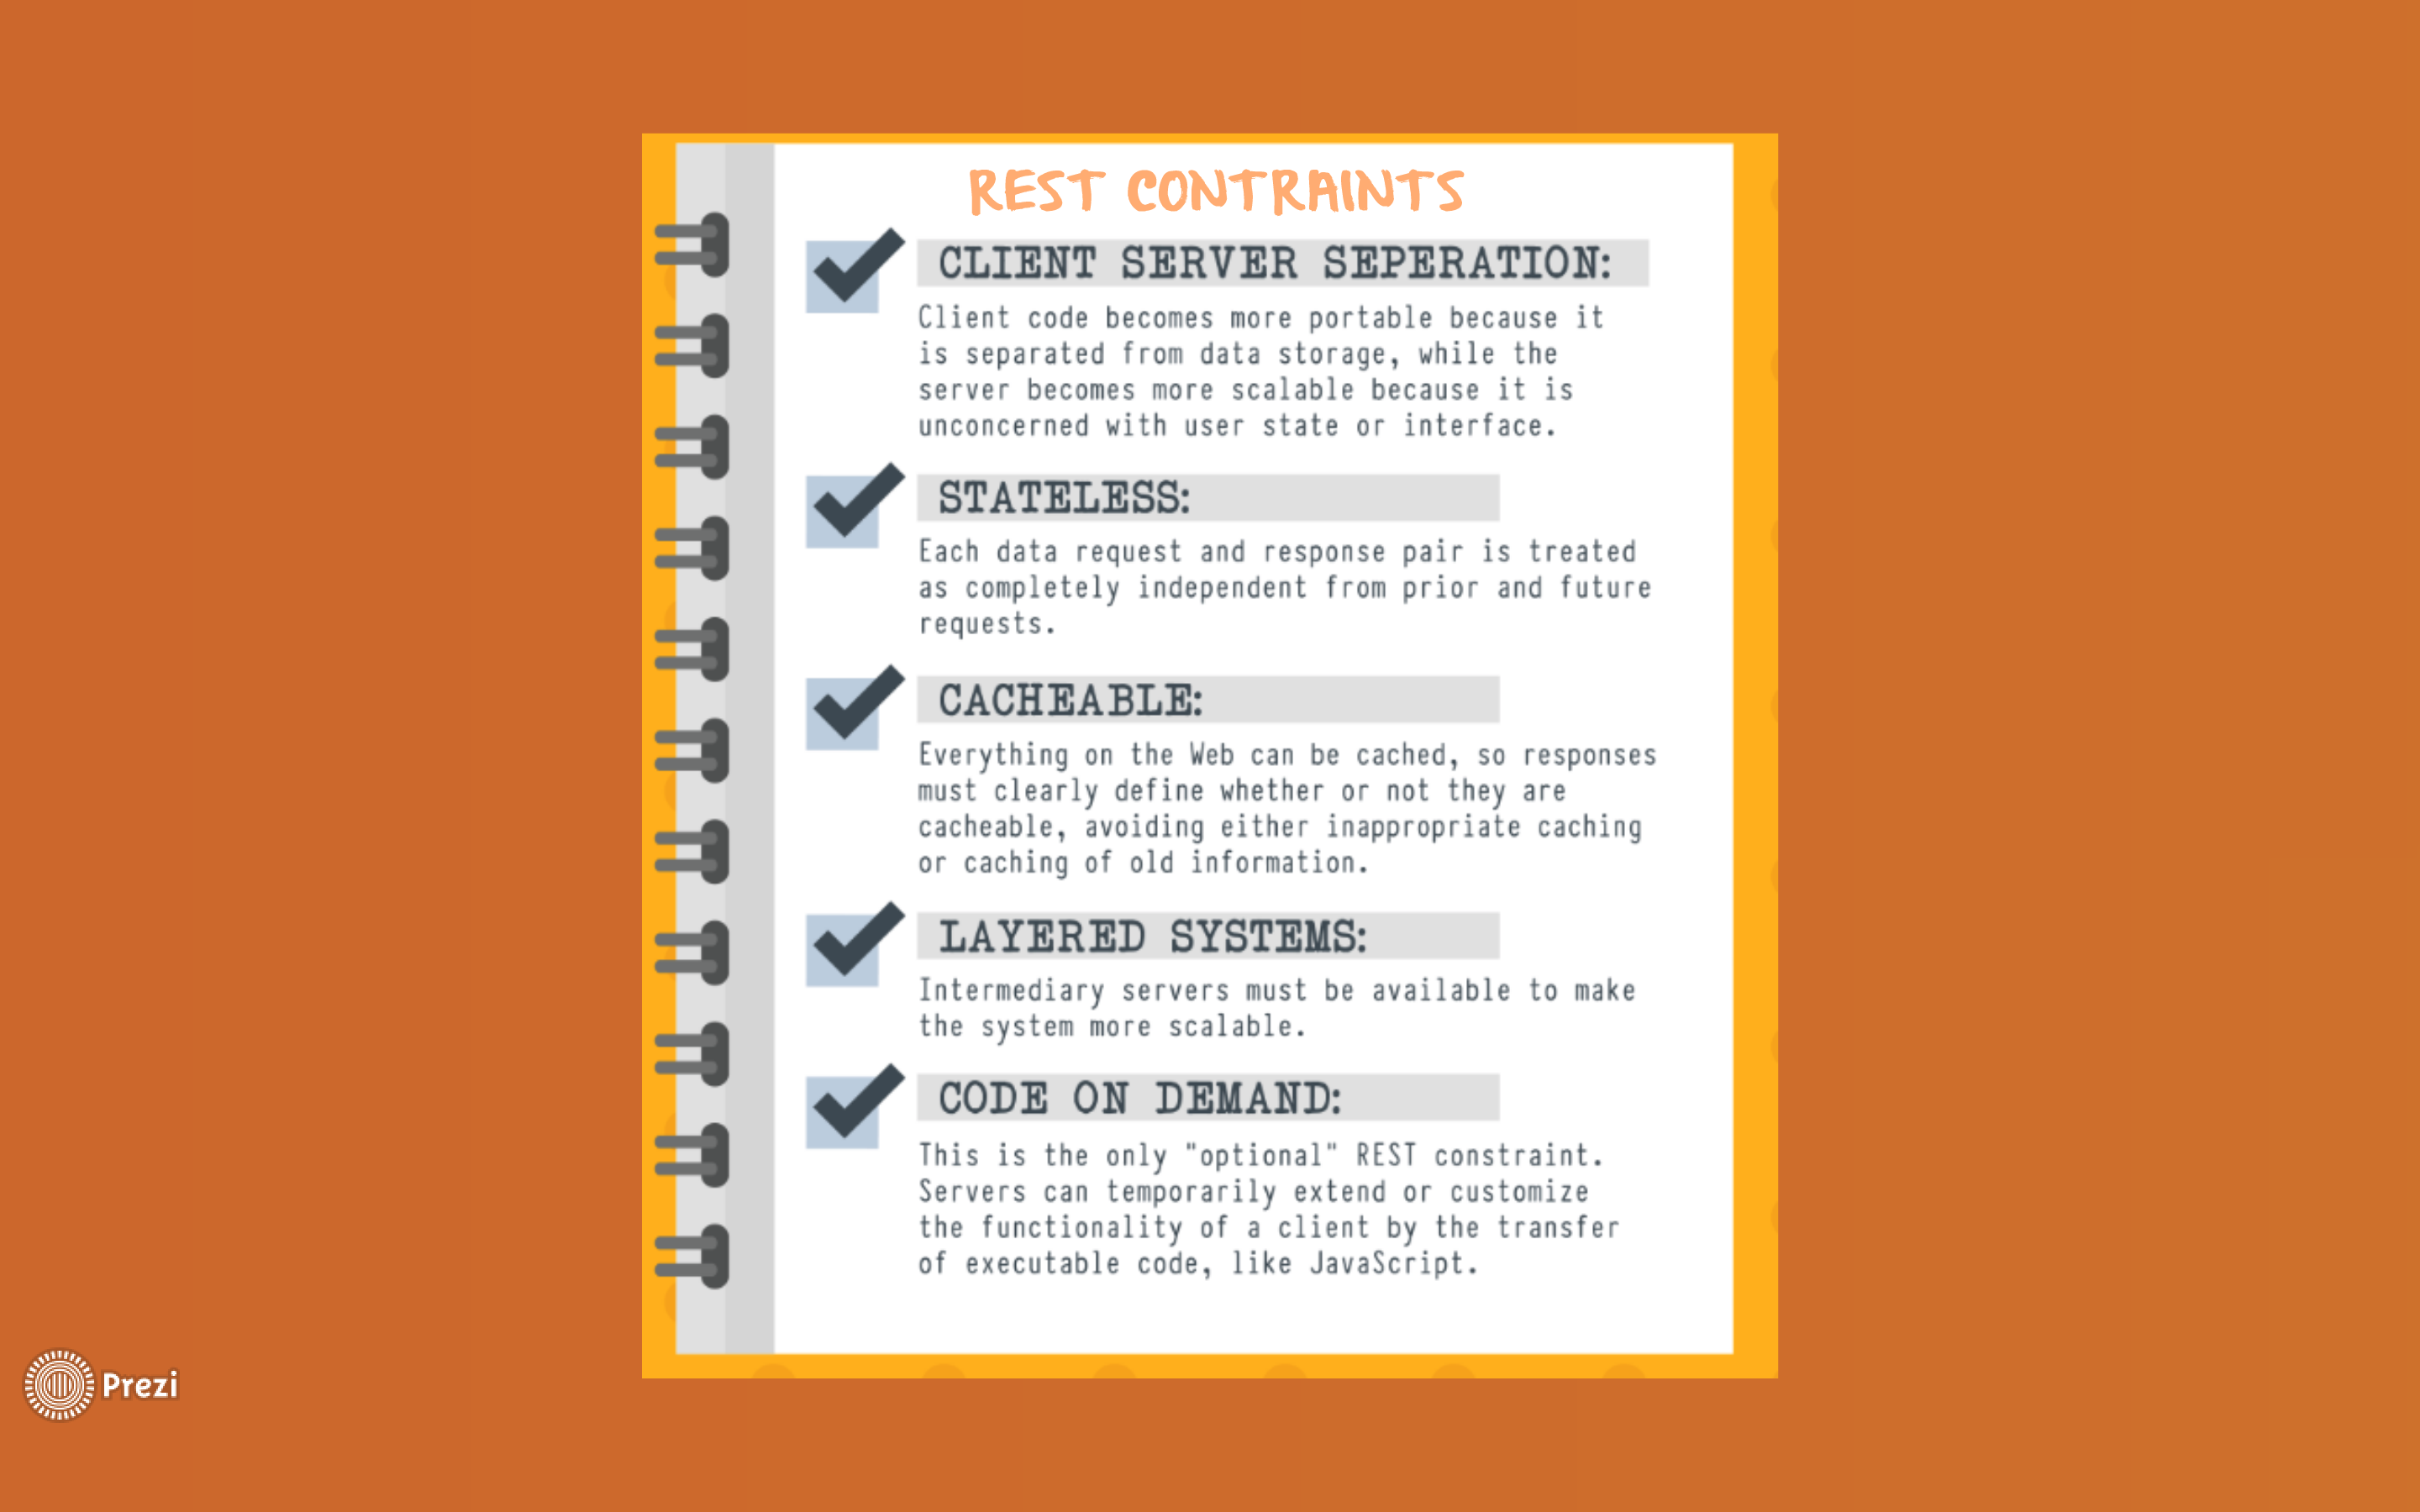 REST CONTRAINTS
CLIENT SERVER SEPERATION:
Client code becomes more portable because it
is separated from data storage, while the
server becomes more scalable because it is
unconcerned with user state or interface.
STATELESS:
Each data request and response pair is treated
as completely independent from prior and future
requests.
CACHEABLE:
Everything on the Web can be cached, so responses
must clearly define whether or not they are
cacheable, avoiding either inappropriate caching
or caching of old information.
LAYERED SYSTEMS:
Intermediary servers must be available to make
the system more scalable.
CODE ON DEMAND:
This is the only "optional" REST constraint.
Servers can temporarily extend or customize
the functionality of a client by the transfer
of executable code, like JavaScript.
Prezi